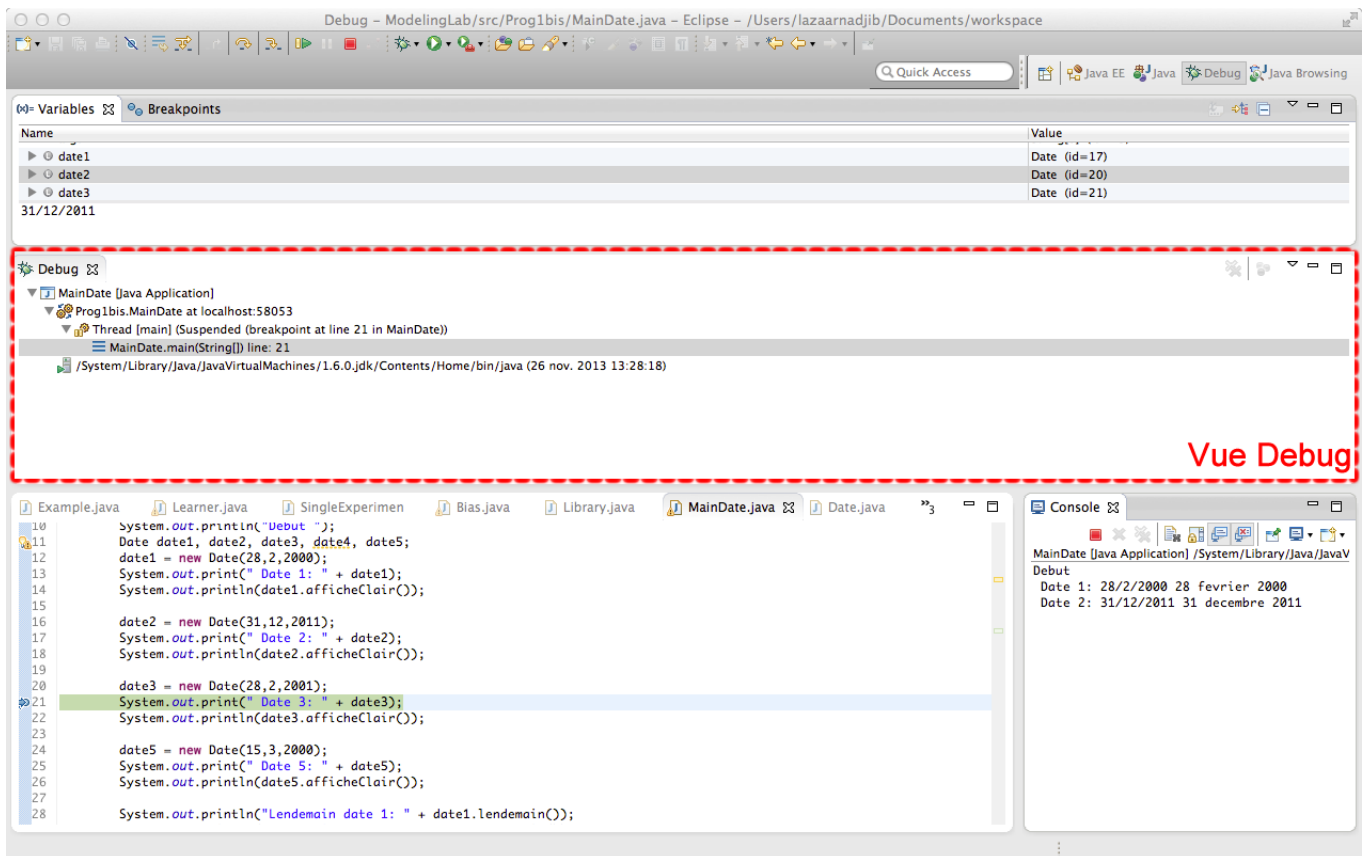 Debug – ModelingLab/src/Prog1bis/MainDate.java – Eclipse – /Users/lazaarnadjib/Documents/workspace
Quick Access
Java EE Java Debug Java Browsing
(x)= Variables Breakpoints
Name Value
date1 Date (id=17)
date2 Date (id=20)
date3 Date (id=21)
31/12/2011
Debug
MainDate [Java Application]
Prog1bis.MainDate at localhost:58053
Thread [main] (Suspended (breakpoint at line 21 in MainDate))
MainDate.main(String[]) line: 21
/System/Library/Java/JavaVirtualMachines/1.6.0.jdk/Contents/Home/bin/java (26 nov. 2013 13:28:18)
Vue Debug
Example.java Learner.java SingleExperimen Bias.java Library.java MainDate.java Date.java »3
10 System.out.println("Debut ");
11 Date date1, date2, date3, date4, date5;
12 date1 = new Date(28,2,2000);
13 System.out.print(" Date 1: " + date1);
14 System.out.println(date1.afficheClair());
15
16 date2 = new Date(31,12,2011);
17 System.out.print(" Date 2: " + date2);
18 System.out.println(date2.afficheClair());
19
20 date3 = new Date(28,2,2001);
21 System.out.print(" Date 3: " + date3);
22 System.out.println(date3.afficheClair());
23
24 date5 = new Date(15,3,2000);
25 System.out.print(" Date 5: " + date5);
26 System.out.println(date5.afficheClair());
27
28 System.out.println("Lendemain date 1: " + date1.lendemain());
Console
MainDate [Java Application] /System/Library/Java/JavaV
Debut
Date 1: 28/2/2000 28 fevrier 2000
Date 2: 31/12/2011 31 decembre 2011